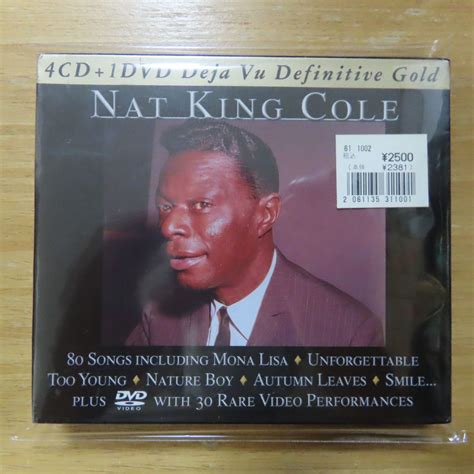 4CD+1DVD Deja Vu Definitive Gold
NAT KING COLE
61 1002
税込 ¥2500
(本体 ¥2381)
2 061135 311001
80 SONGS INCLUDING MONA LISA ♦ UNFORGETTABLE
TOO YOUNG ♦ NATURE BOY ♦ AUTUMN LEAVES ♦ SMILE...
PLUS DVD VIDEO WITH 30 RARE VIDEO PERFORMANCES